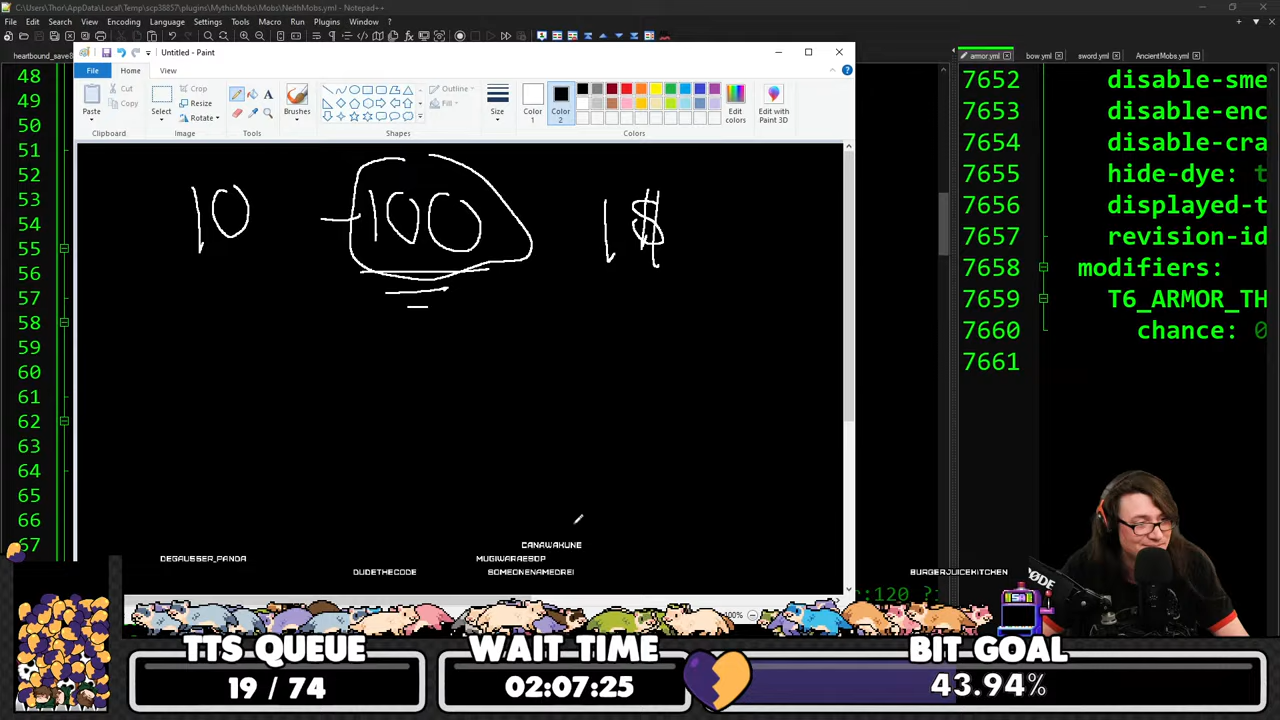 C:\Users\Thor\AppData\Local\Temp\scp38857\plugins\MythicMobs\Mobs\NeithMobs.yml - Notepad++
File Edit Search View Encoding Language Settings Tools Macro Run Plugins Window ?
heartbound_save
armor.yml bow.yml sword.yml AncientMobs.yml
Untitled - Paint
File Home View
Paste Cut Copy
Select Crop Resize Rotate
Brushes
Outline Fill
Size
Color 1
Color 2
Edit colors
Edit with Paint 3D
Clipboard Image Tools Shapes Colors
48
49
50
51
52
53
54
55
56
57
58
59
60
61
62
63
64
65
66
67
10 -100 1$
7652 disable-sme
7653 disable-enc
7654 disable-cra
7655 hide-dye: t
7656 displayed-t
7657 revision-id
7658 modifiers:
7659 T6_ARMOR_TH
7660 chance: 0
7661
:120 ?
CANAWAKUNE
DEGAUSSER_PANDA MUGIWARAESDP
DUDETHECODE SOMEONENAMEDREI BURGERJUICEKITCHEN
RØDE
100%
TTS QUEUE WAIT TIME BIT GOAL
19 / 74 02:07:25 43.94%